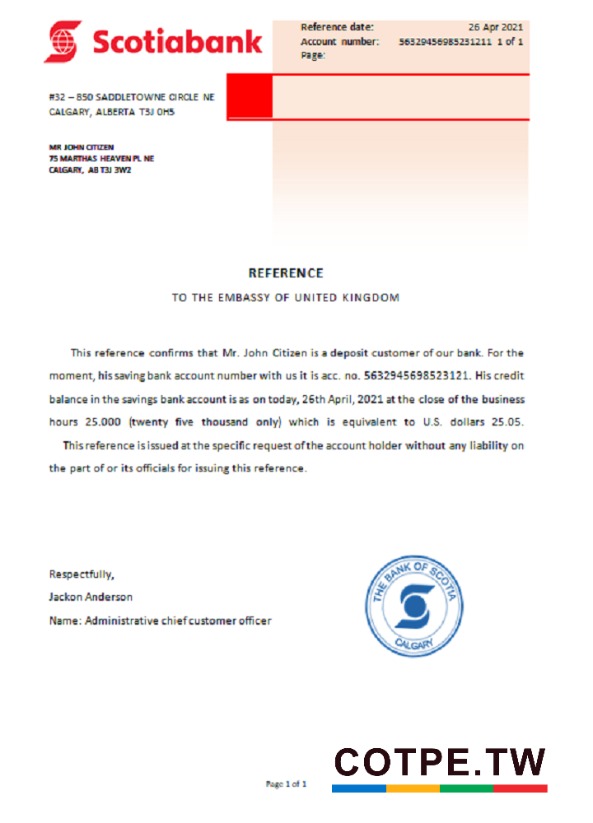 Scotiabank
Reference date: 26 Apr 2021
Account number: 56329456985231211 1 of 1
Page:
#32 – 850 SADDLETOWNE CIRCLE NE
CALGARY, ALBERTA T3J 0H5
MR JOHN CITIZEN
75 MARTHAS HEAVEN PL NE
CALGARY, AB T3J 3W2
REFERENCE
TO THE EMBASSY OF UNITED KINGDOM
This reference confirms that Mr. John Citizen is a deposit customer of our bank. For the
moment, his saving bank account number with us it is acc. no. 5632945698523121. His credit
balance in the savings bank account is as on today, 26th April, 2021 at the close of the business
hours 25.000 (twenty five thousand only) which is equivalent to U.S. dollars 25.05.
This reference is issued at the specific request of the account holder without any liability on
the part of or its officials for issuing this reference.
Respectfully,
Jackon Anderson
Name: Administrative chief customer officer
THE BANK OF SCOTIA
CALGARY
COTPE.TW
Page 1 of 1